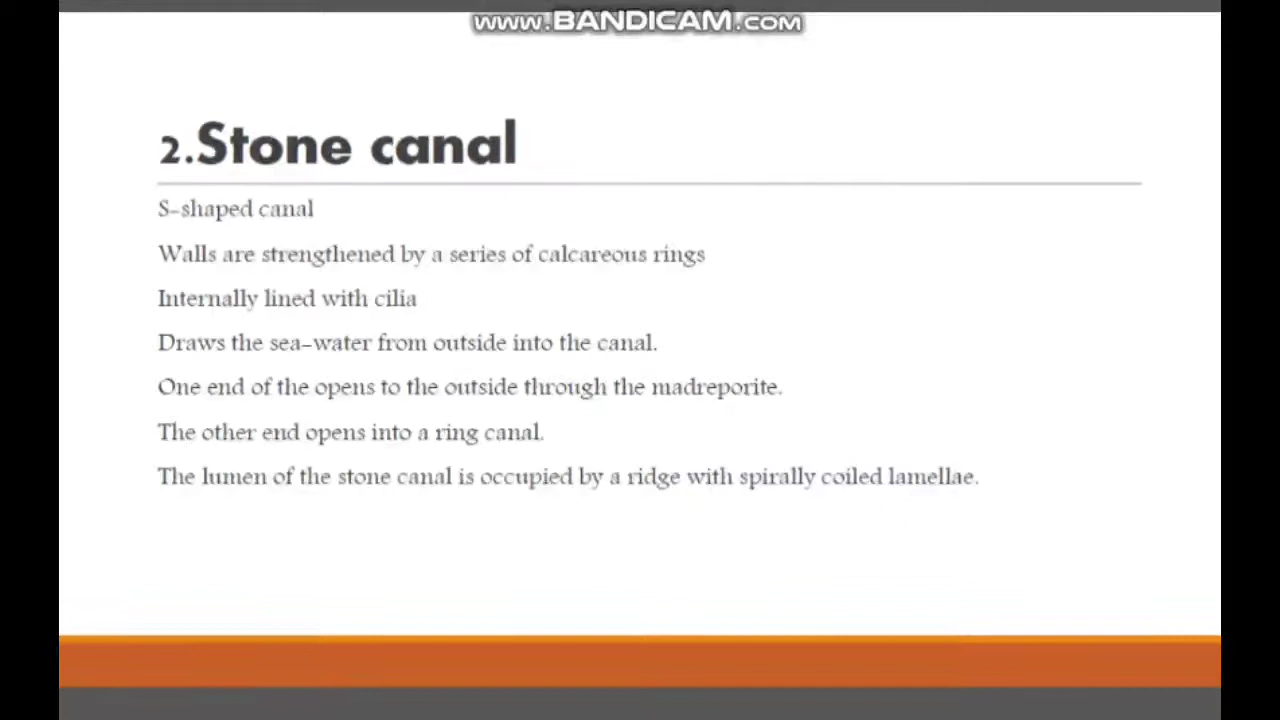 www.BANDICAM.com
2.Stone canal
S-shaped canal
Walls are strengthened by a series of calcareous rings
Internally lined with cilia
Draws the sea-water from outside into the canal.
One end of the opens to the outside through the madreporite.
The other end opens into a ring canal.
The lumen of the stone canal is occupied by a ridge with spirally coiled lamellae.